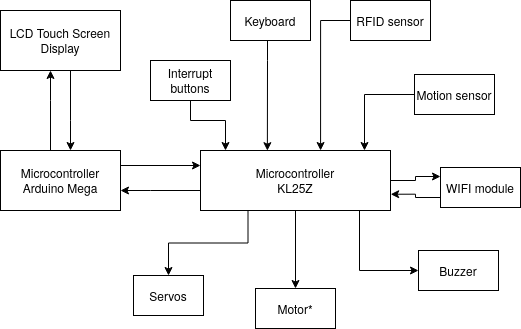 Keyboard
RFID sensor
LCD Touch Screen
Display
Interrupt
buttons
Motion sensor
Microcontroller
Arduino Mega
Microcontroller
KL25Z
WIFI module
Buzzer
Servos
Motor*